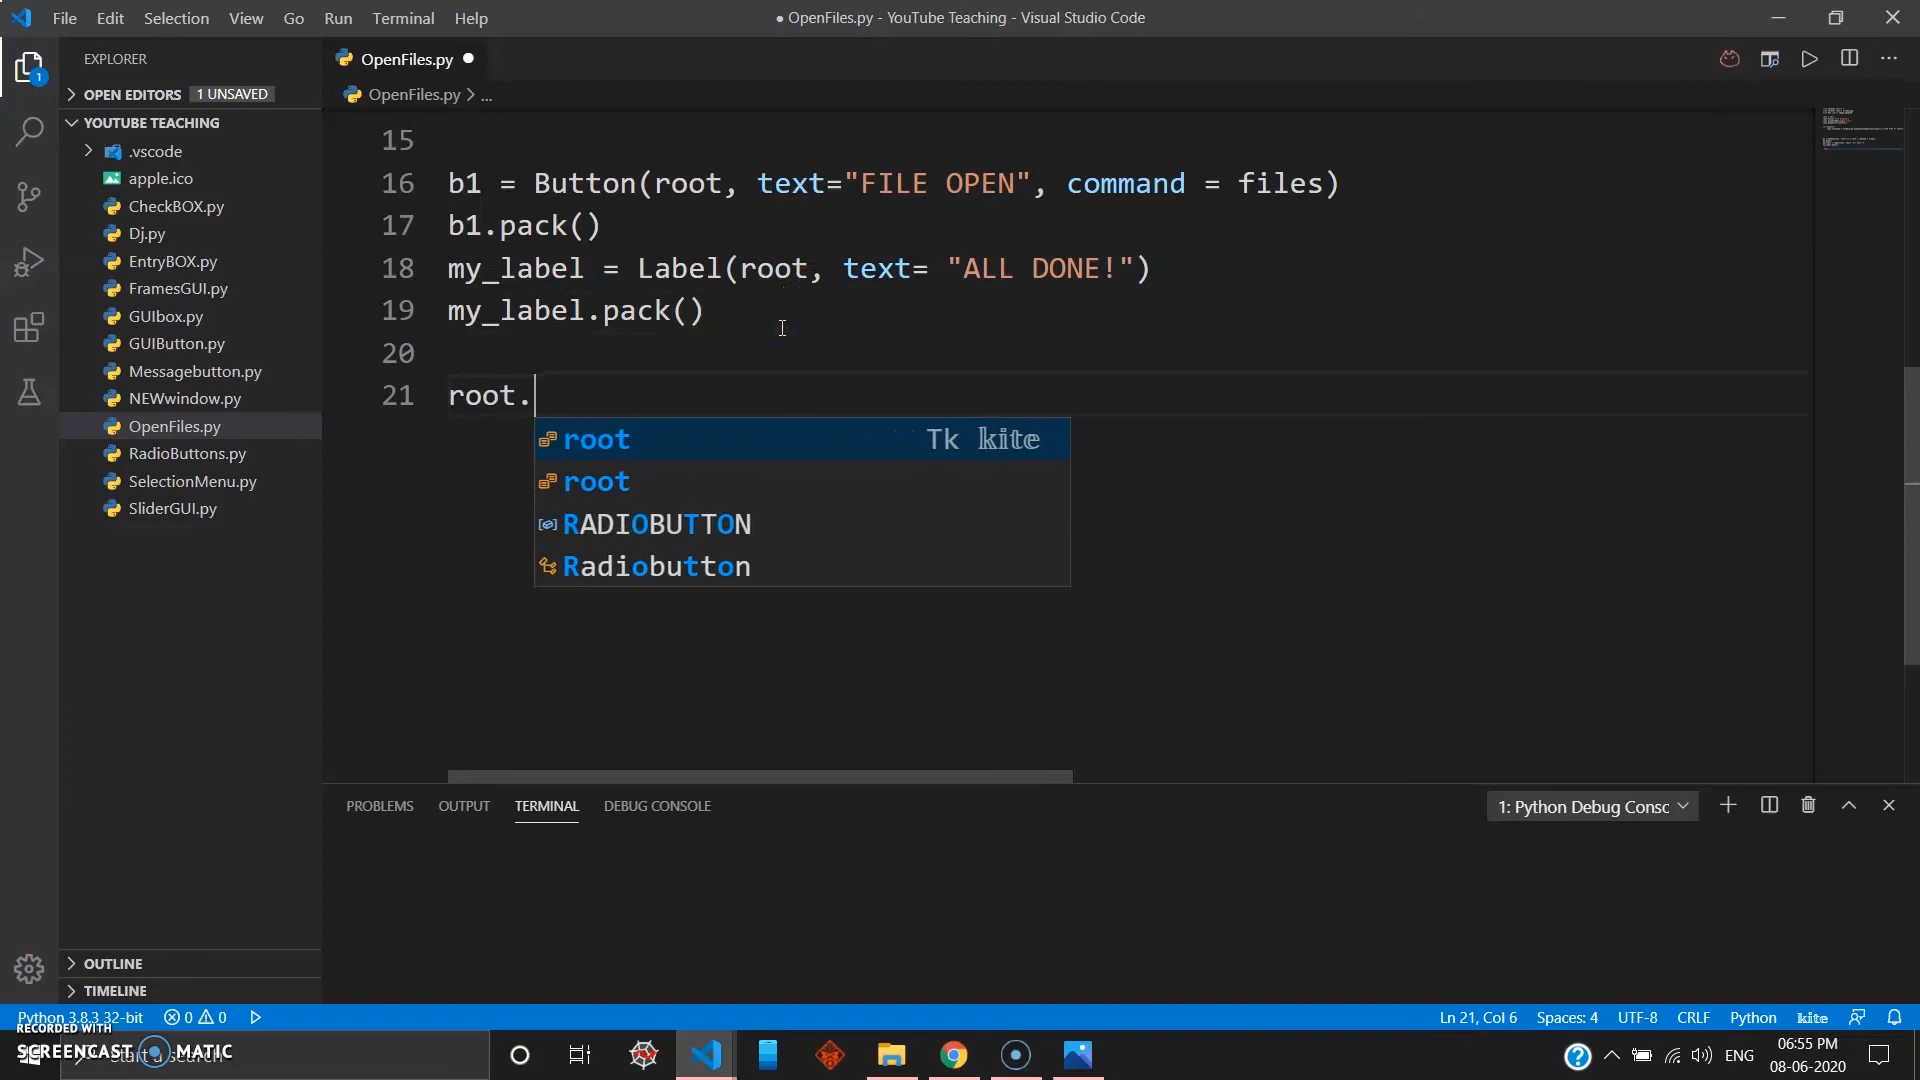 File Edit Selection View Go Run Terminal Help
● OpenFiles.py - YouTube Teaching - Visual Studio Code
EXPLORER
OPEN EDITORS 1 UNSAVED
YOUTUBE TEACHING
.vscode
apple.ico
CheckBOX.py
Dj.py
EntryBOX.py
FramesGUI.py
GUIbox.py
GUIButton.py
Messagebutton.py
NEWwindow.py
OpenFiles.py
RadioButtons.py
SelectionMenu.py
SliderGUI.py
OUTLINE
TIMELINE
1
OpenFiles.py ●
OpenFiles.py > ...
15
16 b1 = Button(root, text="FILE OPEN", command = files)
17 b1.pack()
18 my_label = Label(root, text= "ALL DONE!")
19 my_label.pack()
20
21 root.
root Tk kite
root
RADIOBUTTON
Radiobutton
PROBLEMS OUTPUT TERMINAL DEBUG CONSOLE
1: Python Debug Consc
Python 3.8.3 32-bit 0 0
Ln 21, Col 6 Spaces: 4 UTF-8 CRLF Python kite
RECORDED WITH
SCREENCAST MATIC
Start a search
ENG
06:55 PM
08-06-2020